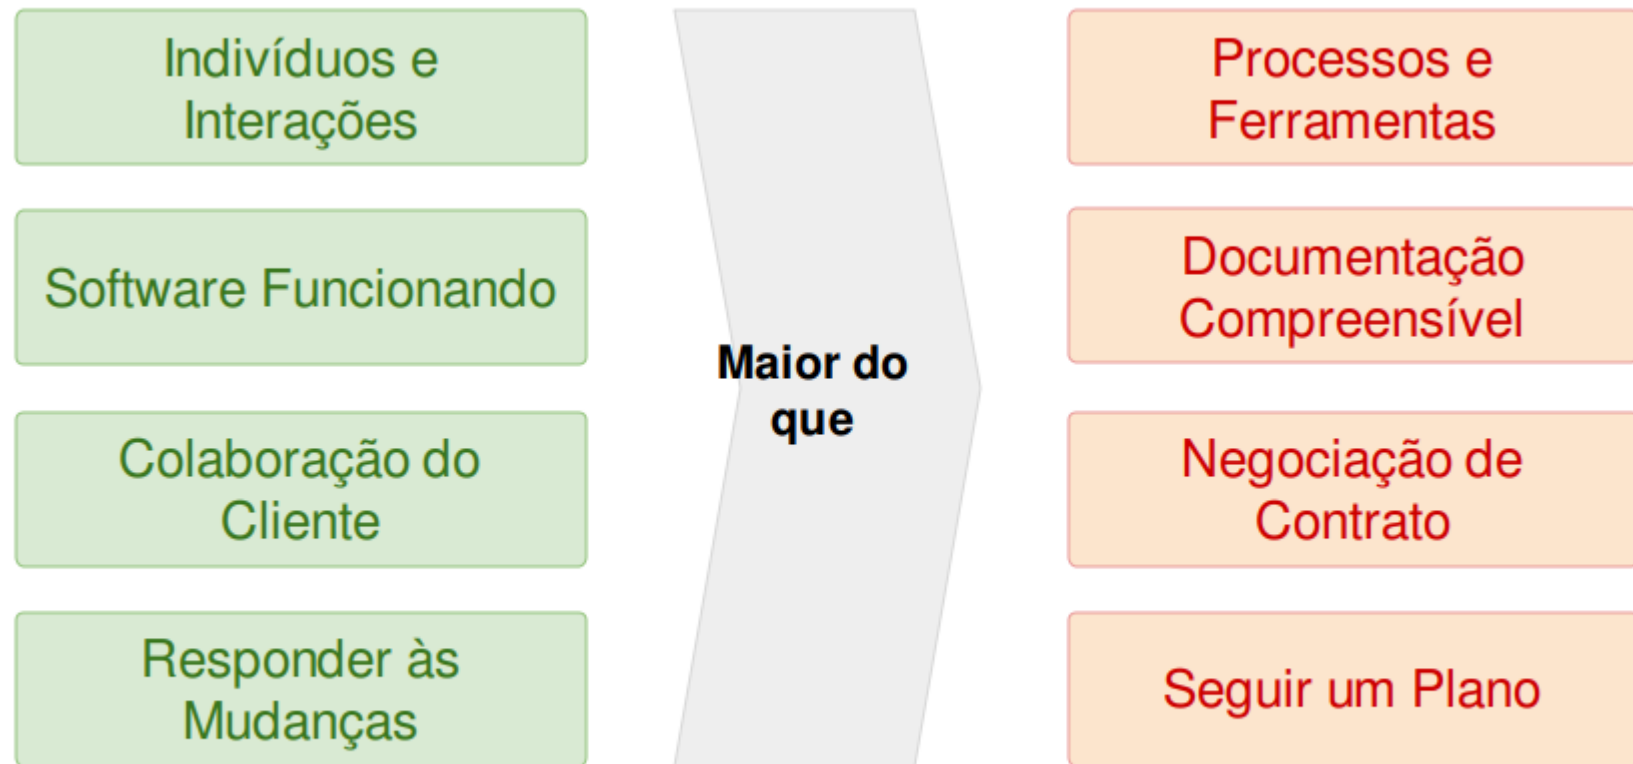 Indivíduos e
Interações
Software Funcionando
Colaboração do
Cliente
Responder às
Mudanças
Maior do
que
Processos e
Ferramentas
Documentação
Compreensível
Negociação de
Contrato
Seguir um Plano